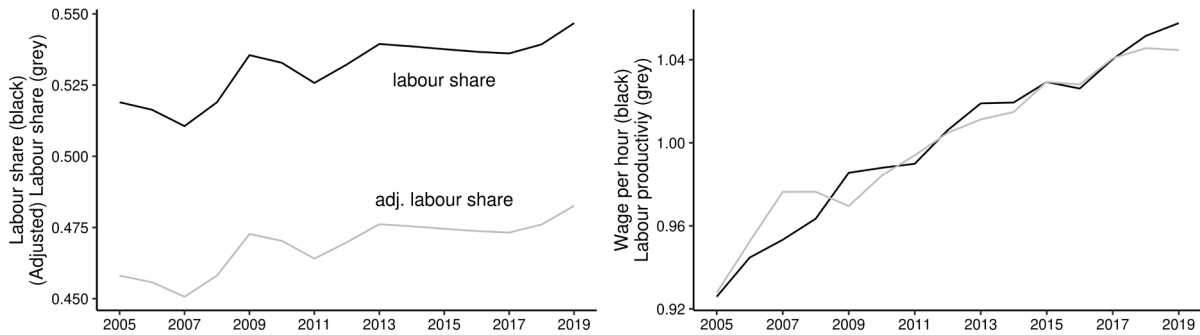 Labour share (black)
(Adjusted) Labour share (grey)
0.550
0.525
0.500
0.475
0.450
labour share
adj. labour share
2005 2007 2009 2011 2013 2015 2017 2019
Wage per hour (black)
Labour productiviy (grey)
1.04
1.00
0.96
0.92
2005 2007 2009 2011 2013 2015 2017 201